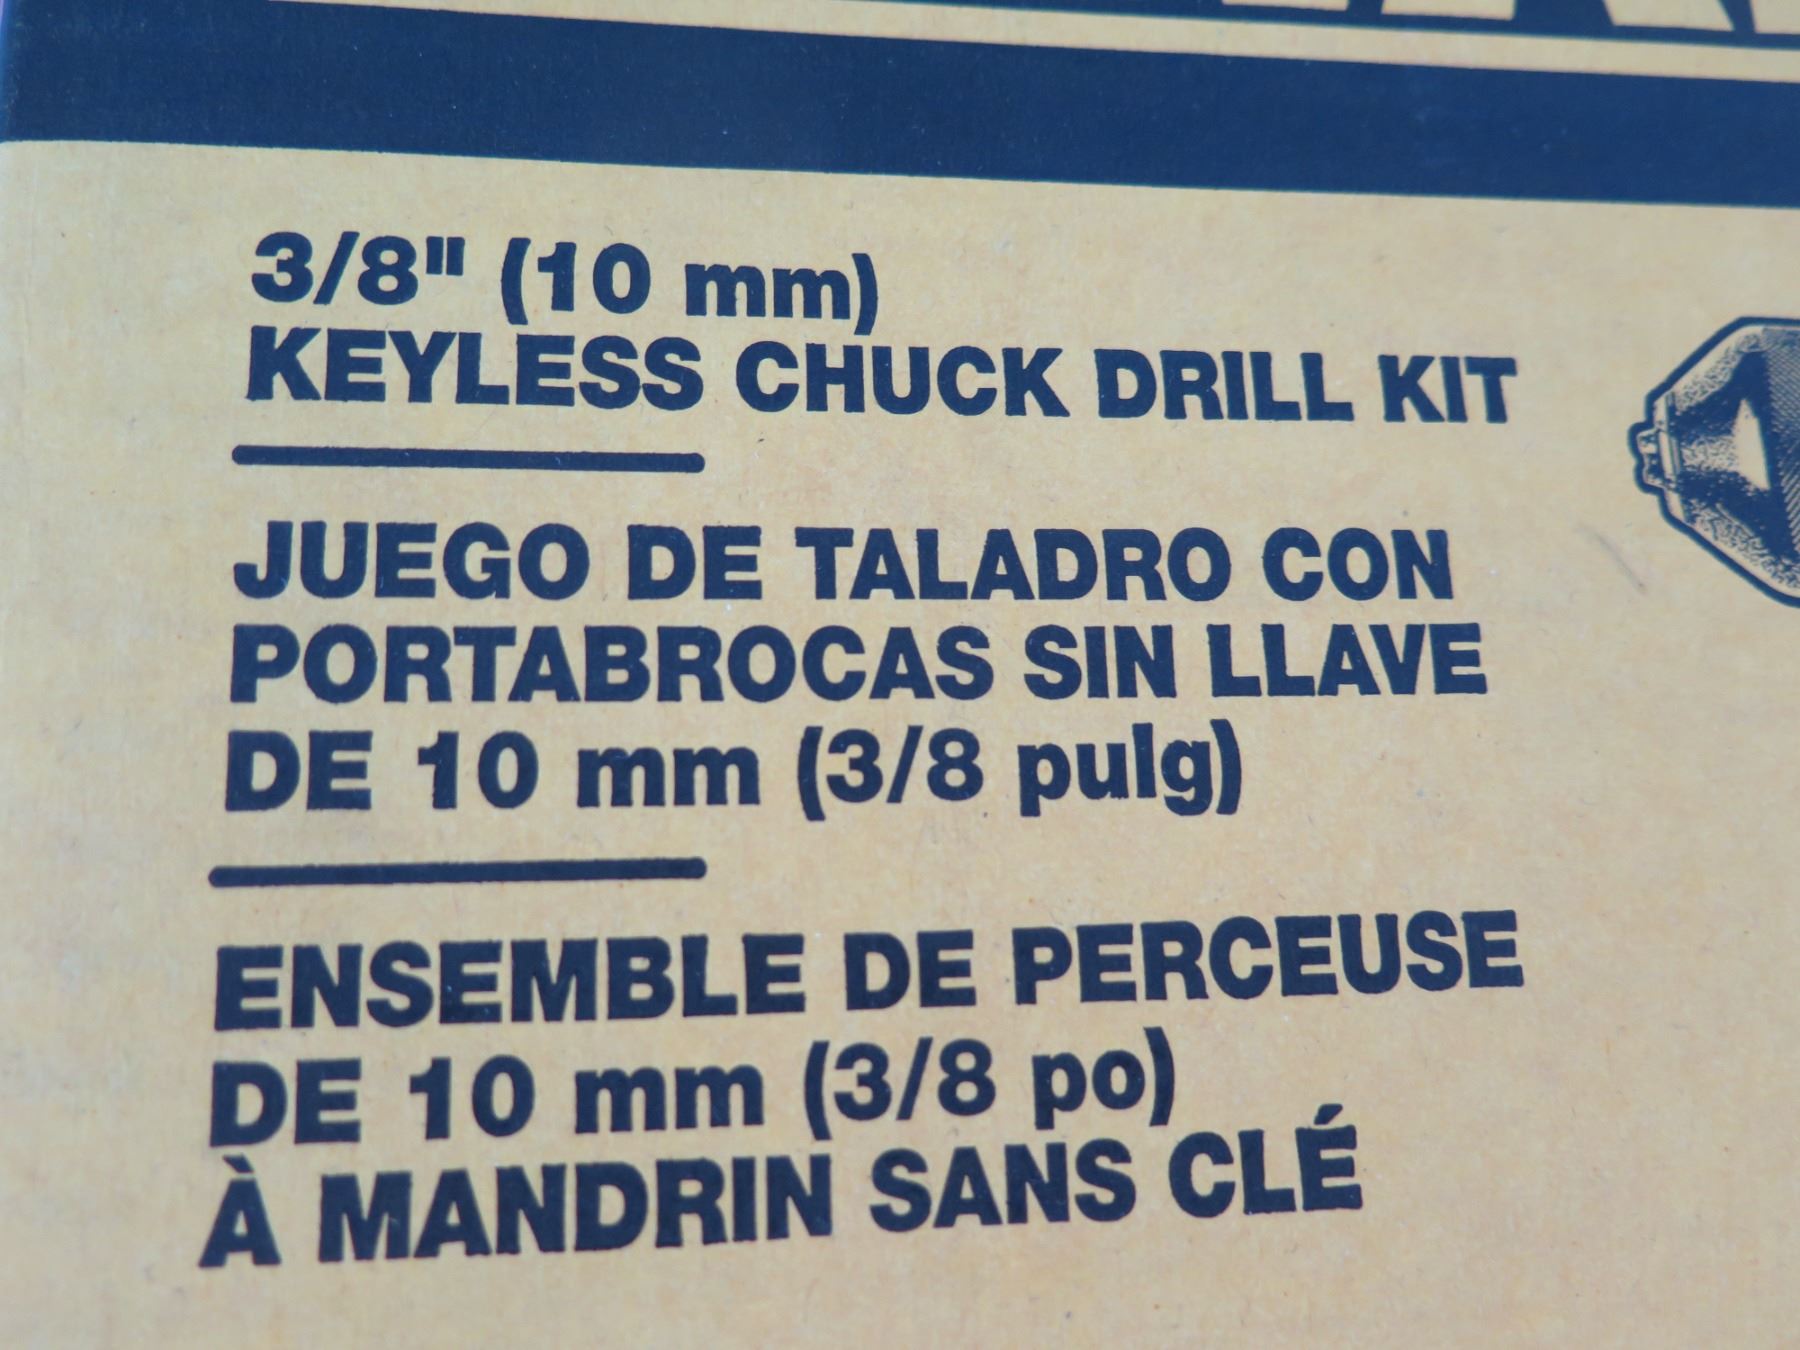 3/8" (10 mm)
KEYLESS CHUCK DRILL KIT
JUEGO DE TALADRO CON
PORTABROCAS SIN LLAVE
DE 10 mm (3/8 pulg)
ENSEMBLE DE PERCEUSE
DE 10 mm (3/8 po)
À MANDRIN SANS CLÉ